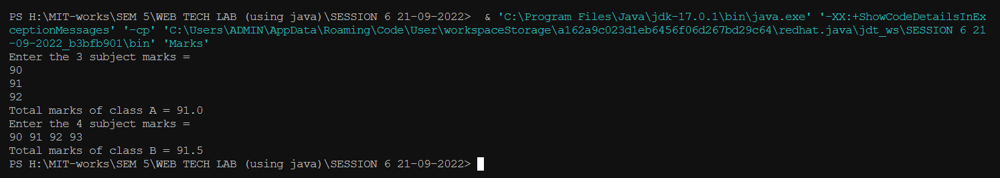 PS H:\MIT-works\SEM 5\WEB TECH LAB (using java)\SESSION 6 21-09-2022>  & 'C:\Program Files\Java\jdk-17.0.1\bin\java.exe' '-XX:+ShowCodeDetailsInEx
ceptionMessages' '-cp' 'C:\Users\ADMIN\AppData\Roaming\Code\User\workspaceStorage\a162a9c023d1eb6456f06d267bd29c64\redhat.java\jdt_ws\SESSION 6 21
-09-2022_b3bfb901\bin' 'Marks'
Enter the 3 subject marks =
90
91
92
Total marks of class A = 91.0
Enter the 4 subject marks =
90 91 92 93
Total marks of class B = 91.5
PS H:\MIT-works\SEM 5\WEB TECH LAB (using java)\SESSION 6 21-09-2022>